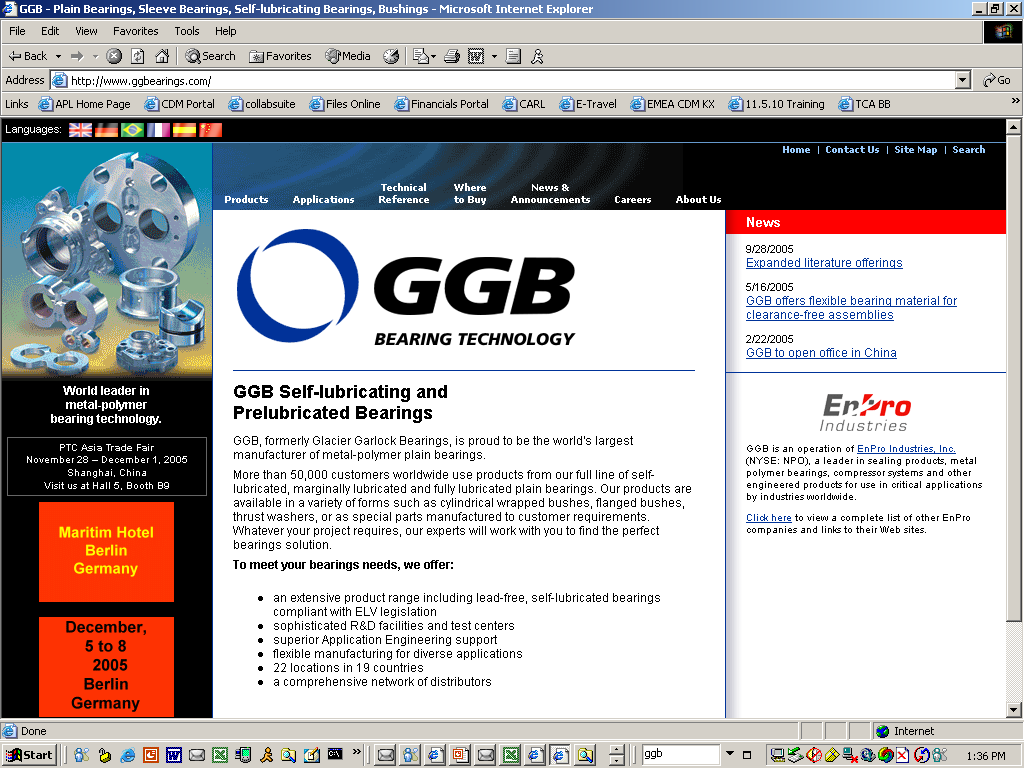 GGB - Plain Bearings, Sleeve Bearings, Self-lubricating Bearings, Bushings - Microsoft Internet Explorer
File Edit View Favorites Tools Help
Back Search Favorites Media
Address http://www.ggbearings.com/ Go
Links APL Home Page CDM Portal collabsuite Files Online Financials Portal CARL E-Travel EMEA CDM KX 11.5.10 Training TCA BB »
Languages:
Home | Contact Us | Site Map | Search
Products Applications Technical Reference Where to Buy News & Announcements Careers About Us
World leader in
metal-polymer
bearing technology.
PTC Asia Trade Fair
November 28 – December 1, 2005
Shanghai, China
Visit us at Hall 5, Booth B9
Maritim Hotel
Berlin
Germany
December,
5 to 8
2005
Berlin
Germany
GGB
BEARING TECHNOLOGY
GGB Self-lubricating and
Prelubricated Bearings
GGB, formerly Glacier Garlock Bearings, is proud to be the world's largest
manufacturer of metal-polymer plain bearings.
More than 50,000 customers worldwide use products from our full line of self-
lubricated, marginally lubricated and fully lubricated plain bearings. Our products are
available in a variety of forms such as cylindrical wrapped bushes, flanged bushes,
thrust washers, or as special parts manufactured to customer requirements.
Whatever your project requires, our experts will work with you to find the perfect
bearings solution.
To meet your bearings needs, we offer:
• an extensive product range including lead-free, self-lubricated bearings
compliant with ELV legislation
• sophisticated R&D facilities and test centers
• superior Application Engineering support
• flexible manufacturing for diverse applications
• 22 locations in 19 countries
• a comprehensive network of distributors
News
9/28/2005
Expanded literature offerings
5/16/2005
GGB offers flexible bearing material for
clearance-free assemblies
2/22/2005
GGB to open office in China
EnPro
Industries
GGB is an operation of EnPro Industries, Inc.
(NYSE: NPO), a leader in sealing products, metal
polymer bearings, compressor systems and other
engineered products for use in critical applications
by industries worldwide.
Click here to view a complete list of other EnPro
companies and links to their Web sites.
Done Internet
Start » ggb 1:36 PM